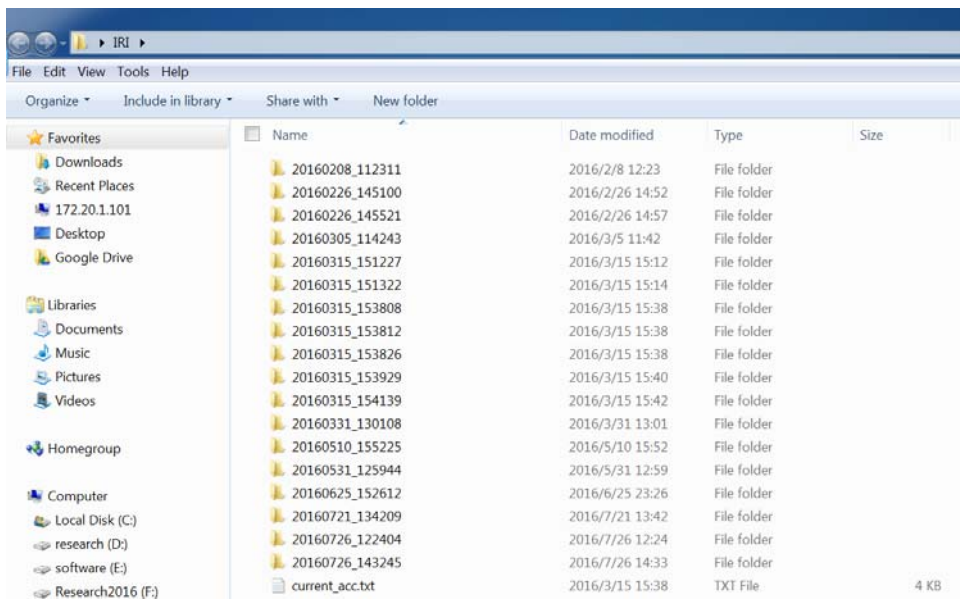 IRI
File Edit View Tools Help
Organize Include in library Share with New folder
Favorites
Downloads
Recent Places
172.20.1.101
Desktop
Google Drive
Libraries
Documents
Music
Pictures
Videos
Homegroup
Computer
Local Disk (C:)
research (D:)
software (E:)
Research2016 (F:)
Name Date modified Type Size
20160208_112311 2016/2/8 12:23 File folder
20160226_145100 2016/2/26 14:52 File folder
20160226_145521 2016/2/26 14:57 File folder
20160305_114243 2016/3/5 11:42 File folder
20160315_151227 2016/3/15 15:12 File folder
20160315_151322 2016/3/15 15:14 File folder
20160315_153808 2016/3/15 15:38 File folder
20160315_153812 2016/3/15 15:38 File folder
20160315_153826 2016/3/15 15:38 File folder
20160315_153929 2016/3/15 15:40 File folder
20160315_154139 2016/3/15 15:42 File folder
20160331_130108 2016/3/31 13:01 File folder
20160510_155225 2016/5/10 15:52 File folder
20160531_125944 2016/5/31 12:59 File folder
20160625_152612 2016/6/25 23:26 File folder
20160721_134209 2016/7/21 13:42 File folder
20160726_122404 2016/7/26 12:24 File folder
20160726_143245 2016/7/26 14:33 File folder
current_acc.txt 2016/3/15 15:38 TXT File 4 KB